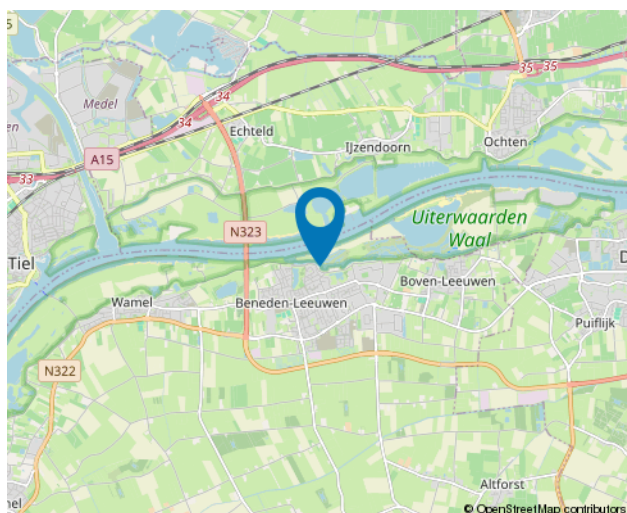 35
35
Medel
34
34
Echteld
IJzendoorn
Ochten
A15
33
N323
Uiterwaarden
Waal
Tiel
Boven-Leeuwen
Wamel
Beneden-Leeuwen
Puiflijk
N322
Altforst
© OpenStreetMap contributors